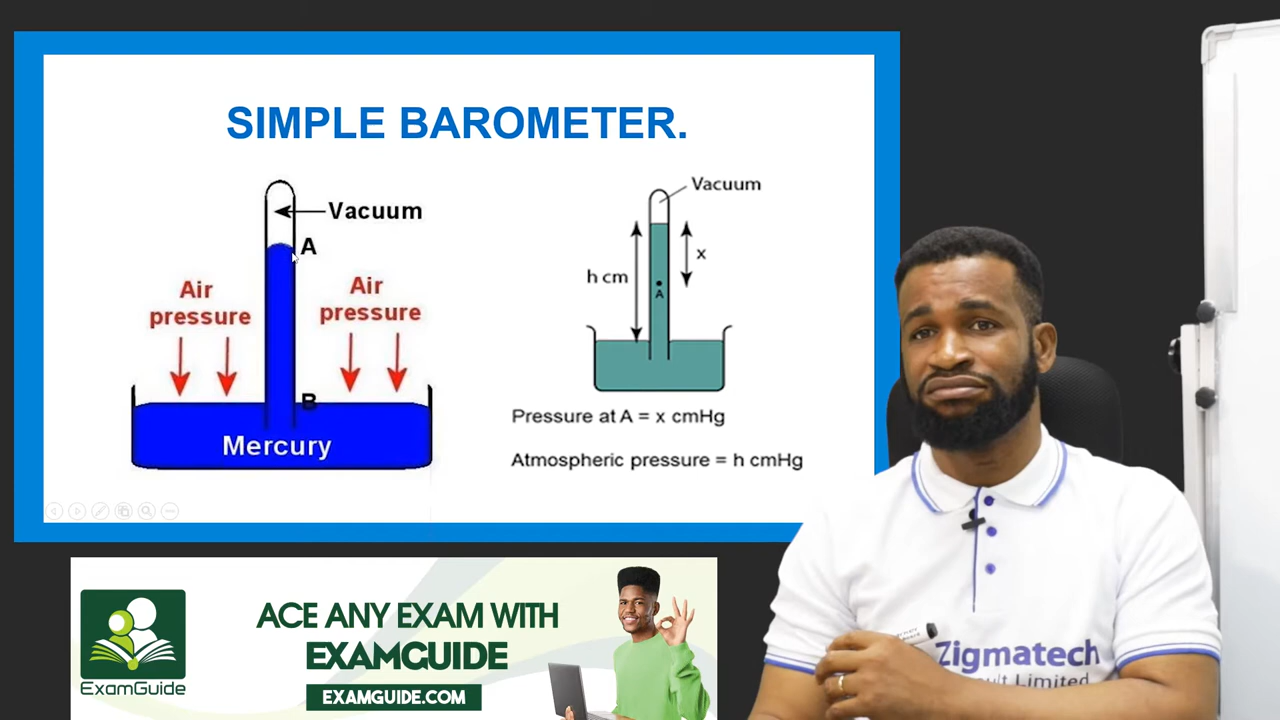 SIMPLE BAROMETER.
Vacuum
A
Air
pressure
Air
pressure
B
Mercury
Vacuum
h cm
x
A
Pressure at A = x cmHg
Atmospheric pressure = h cmHg
ExamGuide
ACE ANY EXAM WITH
EXAMGUIDE
EXAMGUIDE.COM
Zigmatech
ult Limited